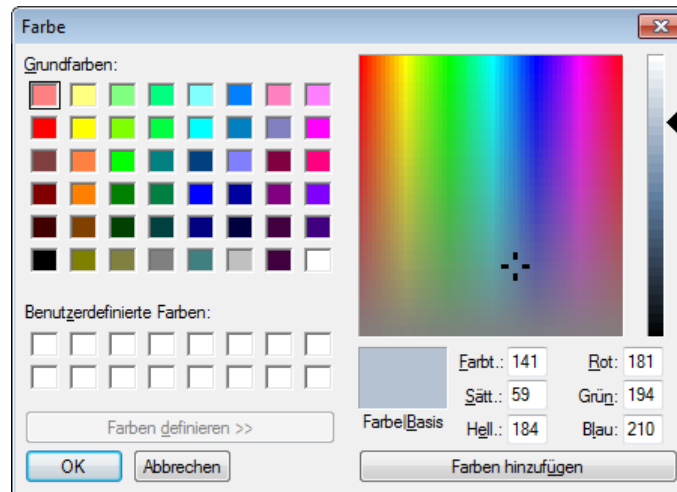 Farbe
Grundfarben:
Benutzerdefinierte Farben:
Farben definieren >>
OK
Abbrechen
Farbe|Basis
Farbt.: 141
Sätt.: 59
Hell.: 184
Rot: 181
Grün: 194
Blau: 210
Farben hinzufügen